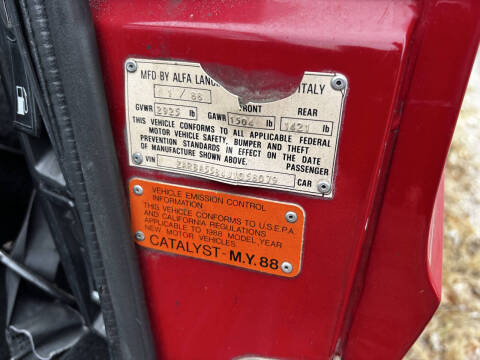 MFD BY ALFA LANC ITALY
/ 88
FRONT REAR
GVWR 2925 lb GAWR 1504 lb 1421 lb
THIS VEHICLE CONFORMS TO ALL APPLICABLE FEDERAL
MOTOR VEHICLE SAFETY, BUMPER AND THEFT
PREVENTION STANDARDS IN EFFECT ON THE DATE
OF MANUFACTURE SHOWN ABOVE.
PASSENGER
VIN CAR
VEHICLE EMISSION CONTROL
INFORMATION
THIS VEHICLE CONFORMS TO U.S.E.P.A
AND CALIFORNIA REGULATIONS
APPLICABLE TO 1988 MODEL YEAR
NEW MOTOR VEHICLES
CATALYST - M.Y. 88